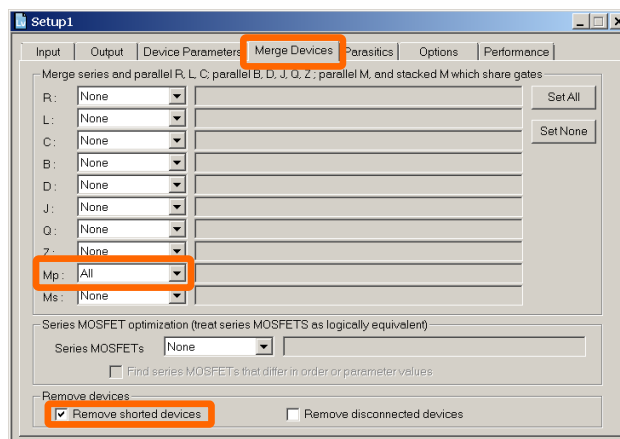 Setup1
Input Output Device Parameters Merge Devices Parasitics Options Performance
Merge series and parallel R, L, C; parallel B, D, J, Q, Z ; parallel M, and stacked M which share gates
R : None Set All
L : None
C : None Set None
B : None
D : None
J : None
Q : None
Z : None
Mp : All
Ms : None
Series MOSFET optimization (treat series MOSFETS as logically equivalent)
Series MOSFETs None
Find series MOSFETs that differ in order or parameter values
Remove devices
Remove shorted devices Remove disconnected devices